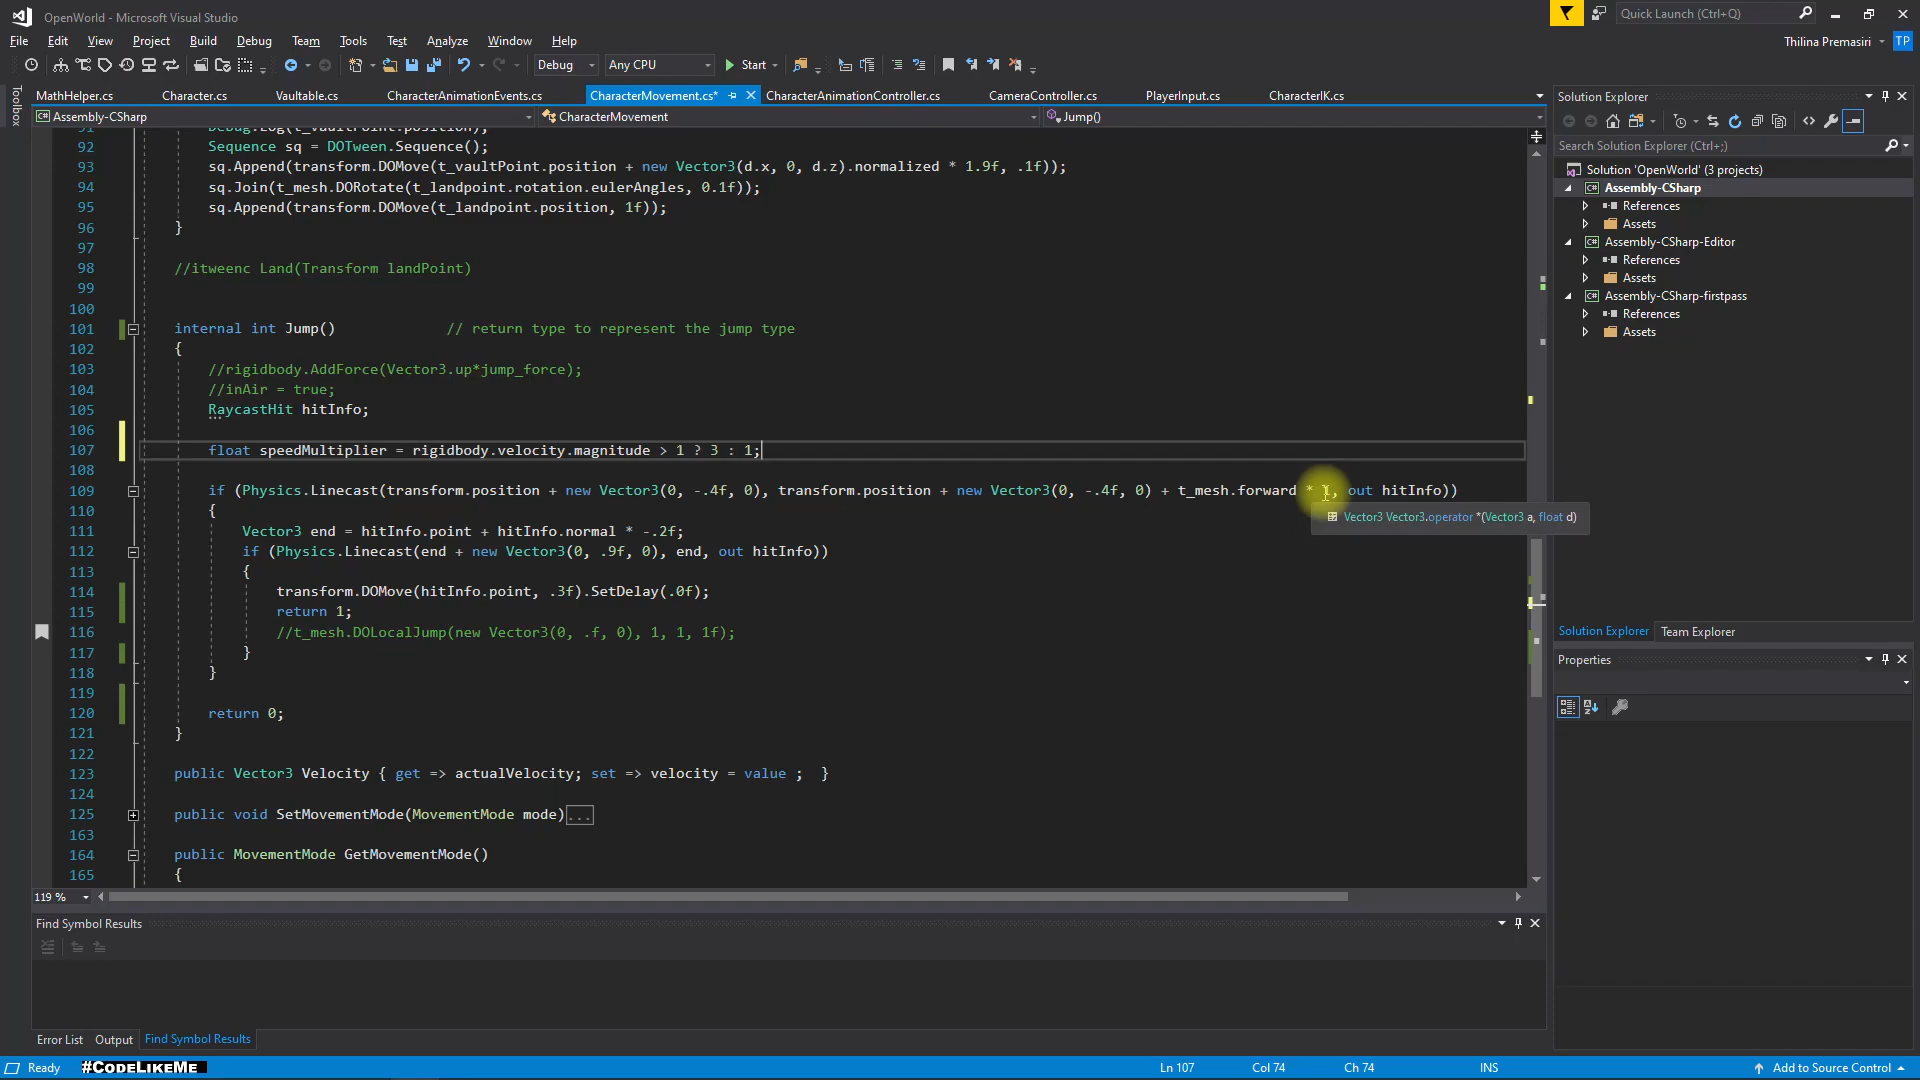 OpenWorld - Microsoft Visual Studio
Quick Launch (Ctrl+Q)
File Edit View Project Build Debug Team Tools Test Analyze Window Help
Thilina Premasiri TP
Debug Any CPU Start
Toolbox
MathHelper.cs Character.cs Vaultable.cs CharacterAnimationEvents.cs CharacterMovement.cs* CharacterAnimationController.cs CameraController.cs PlayerInput.cs CharacterIK.cs
Assembly-CSharp CharacterMovement Jump()
91 Debug.Log(t_vaultPoint.position);
92 Sequence sq = DOTween.Sequence();
93 sq.Append(transform.DOMove(t_vaultPoint.position + new Vector3(d.x, 0, d.z).normalized * 1.9f, .1f));
94 sq.Join(t_mesh.DORotate(t_landpoint.rotation.eulerAngles, 0.1f));
95 sq.Append(transform.DOMove(t_landpoint.position, 1f));
96 }
97
98 //itweenc Land(Transform landPoint)
99
100
101 internal int Jump() // return type to represent the jump type
102 {
103 //rigidbody.AddForce(Vector3.up*jump_force);
104 //inAir = true;
105 RaycastHit hitInfo;
106
107 float speedMultiplier = rigidbody.velocity.magnitude > 1 ? 3 : 1;
108
109 if (Physics.Linecast(transform.position + new Vector3(0, -.4f, 0), transform.position + new Vector3(0, -.4f, 0) + t_mesh.forward * 1, out hitInfo))
110 {
Vector3 Vector3.operator *(Vector3 a, float d)
111 Vector3 end = hitInfo.point + hitInfo.normal * -.2f;
112 if (Physics.Linecast(end + new Vector3(0, .9f, 0), end, out hitInfo))
113 {
114 transform.DOMove(hitInfo.point, .3f).SetDelay(.0f);
115 return 1;
116 //t_mesh.DOLocalJump(new Vector3(0, .f, 0), 1, 1, 1f);
117 }
118 }
119
120 return 0;
121 }
122
123 public Vector3 Velocity { get => actualVelocity; set => velocity = value ; }
124
125 public void SetMovementMode(MovementMode mode)...
163
164 public MovementMode GetMovementMode()
165 {
119 %
Find Symbol Results
Error List Output Find Symbol Results
Solution Explorer
Search Solution Explorer (Ctrl+;)
Solution 'OpenWorld' (3 projects)
Assembly-CSharp
References
Assets
Assembly-CSharp-Editor
References
Assets
Assembly-CSharp-firstpass
References
Assets
Solution Explorer Team Explorer
Properties
Ready #CodeLikeMe Ln 107 Col 74 Ch 74 INS Add to Source Control